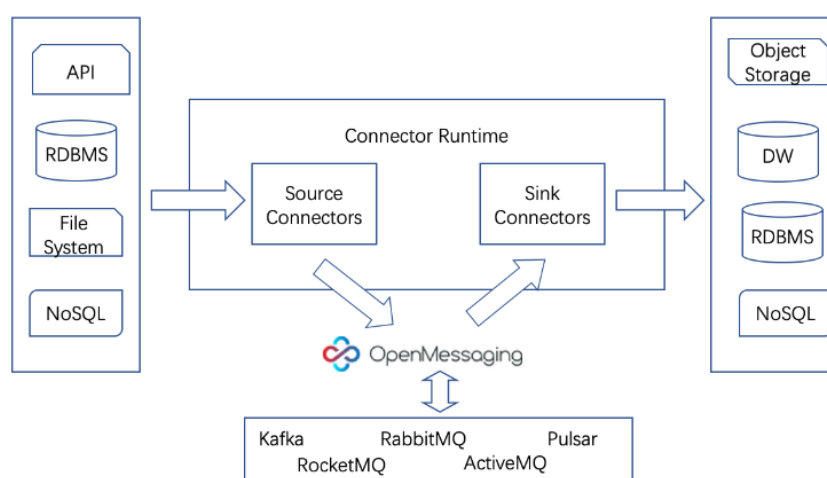 API
RDBMS
File
System
NoSQL
Connector Runtime
Source
Connectors
Sink
Connectors
OpenMessaging
Kafka
RabbitMQ
Pulsar
RocketMQ
ActiveMQ
Object
Storage
DW
RDBMS
NoSQL